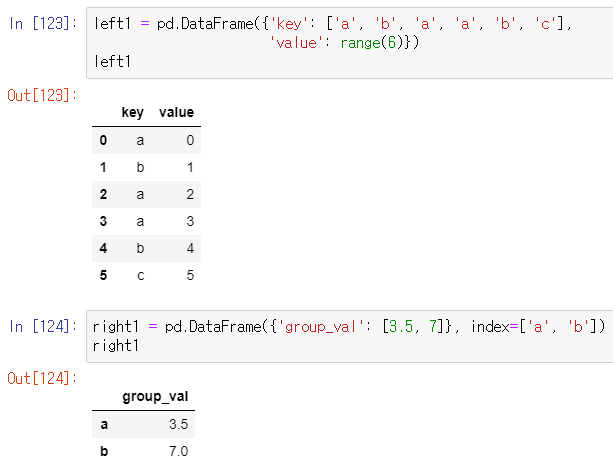 In [123]: left1 = pd.DataFrame({'key': ['a', 'b', 'a', 'a', 'b', 'c'],
'value': range(6)})
left1
Out[123]:
key value
0 a 0
1 b 1
2 a 2
3 a 3
4 b 4
5 c 5
In [124]: right1 = pd.DataFrame({'group_val': [3.5, 7]}, index=['a', 'b'])
right1
Out[124]:
group_val
a 3.5
b 7.0